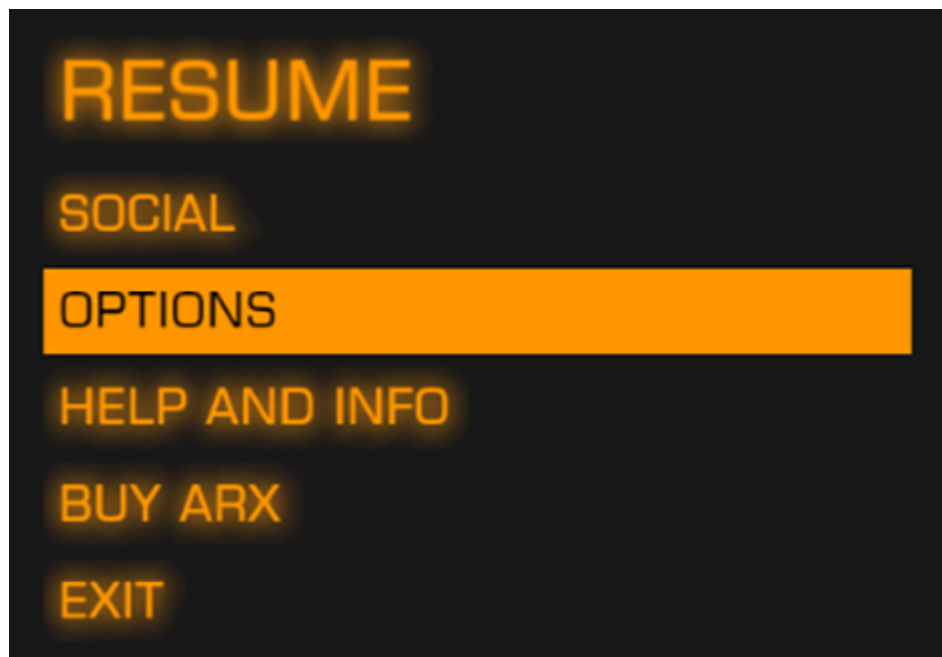 RESUME
SOCIAL
OPTIONS
HELP AND INFO
BUY ARX
EXIT